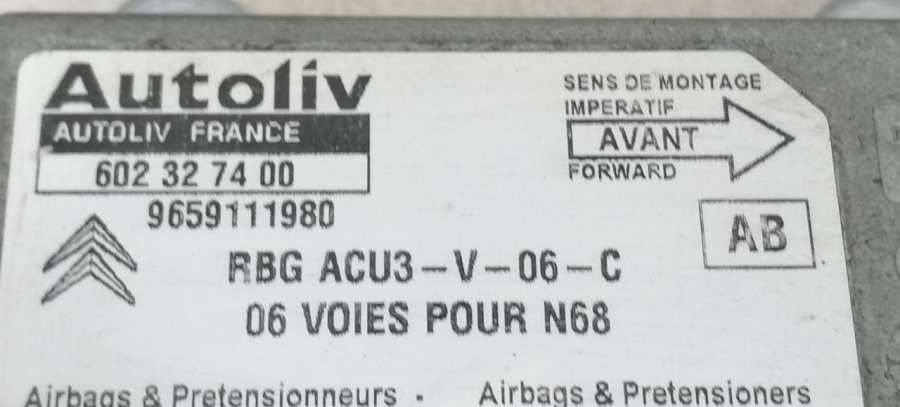 Autoliv
AUTOLIV FRANCE
602 32 74 00
9659111980
SENS DE MONTAGE
IMPERATIF
AVANT
FORWARD
AB
RBG ACU3-V-06-C
06 VOIES POUR N68
Airbags & Pretensionneurs - Airbags & Pretensioners